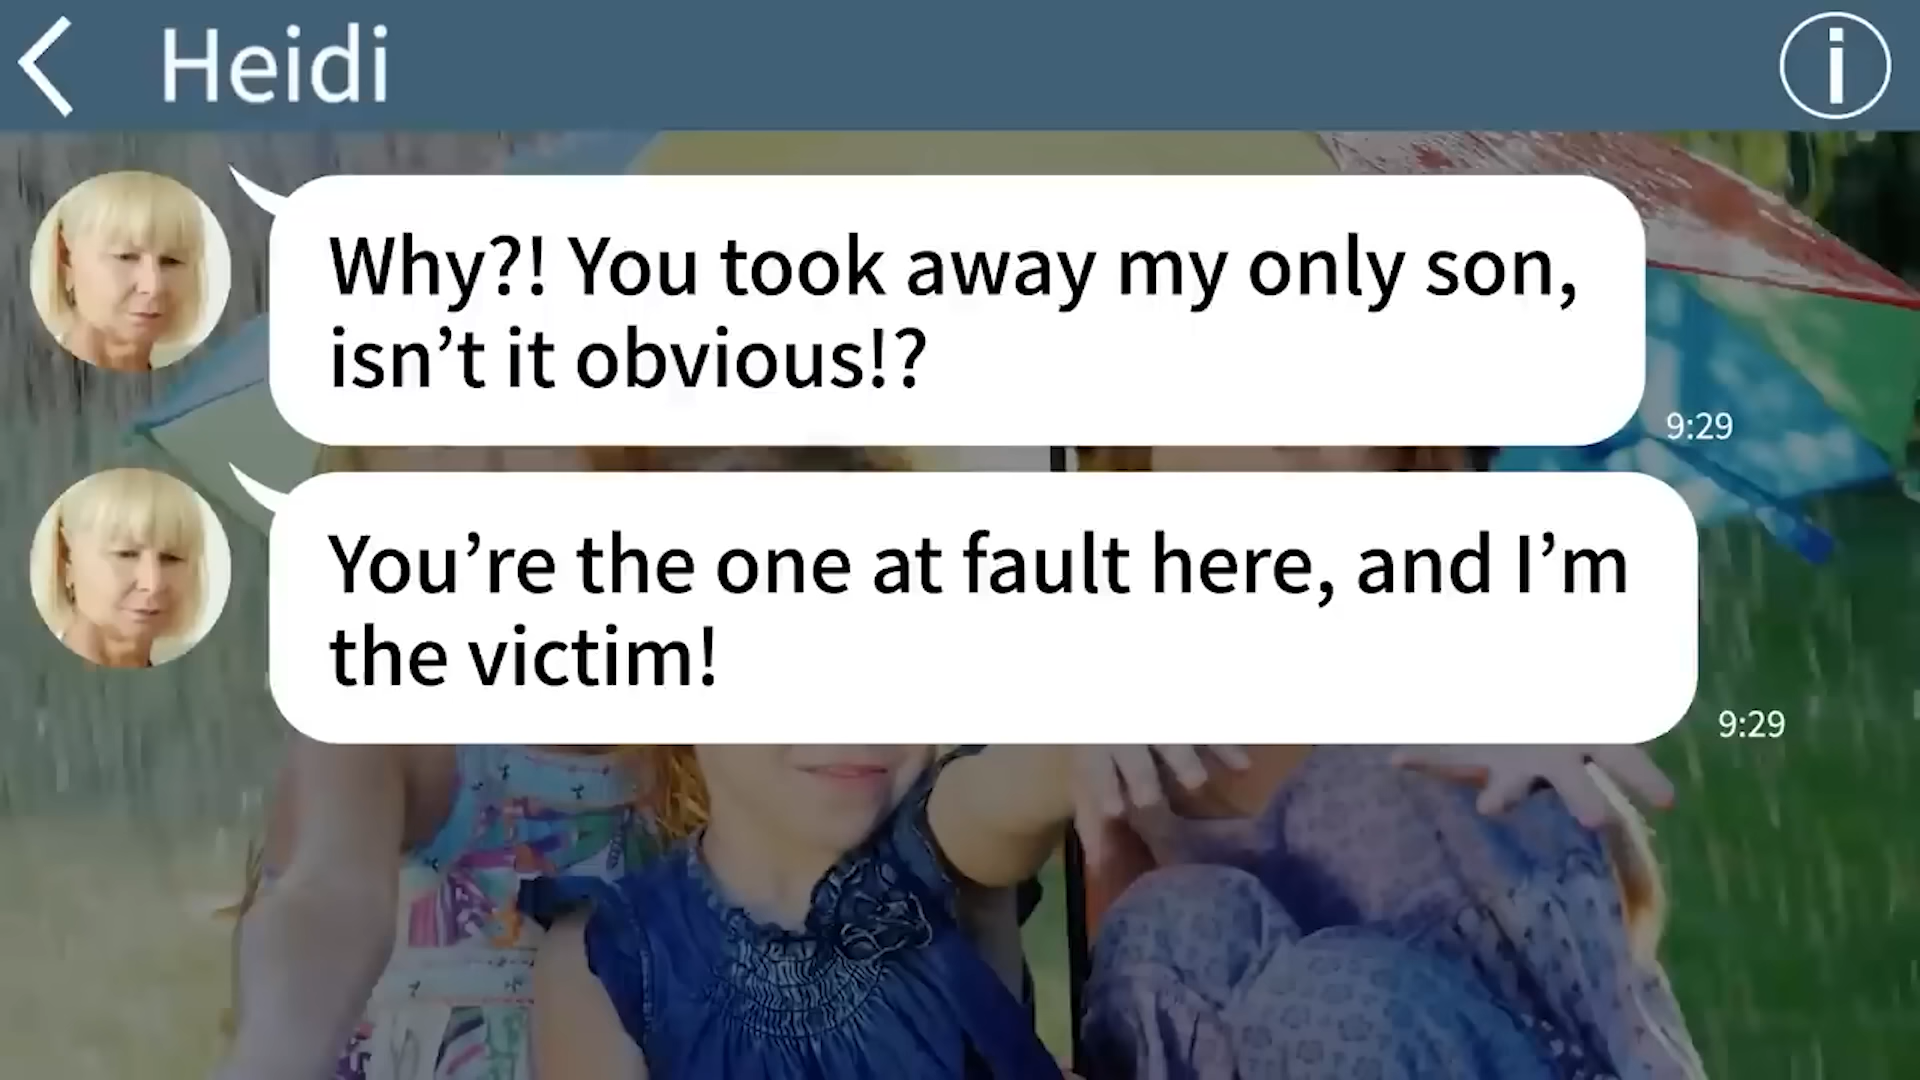 Heidi
Why?! You took away my only son,
isn’t it obvious!?
9:29
You’re the one at fault here, and I’m
the victim!
9:29